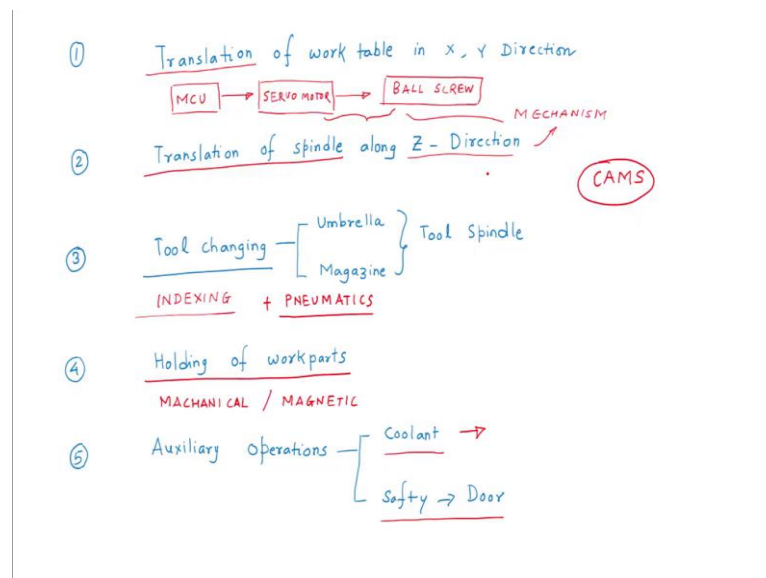 ① Translation of work table in X, Y Direction
MCU → SERVO MOTOR → BALL SCREW
MECHANISM
② Translation of spindle along Z - Direction
CAMS
Umbrella
③ Tool changing Tool Spindle
Magazine
INDEXING + PNEUMATICS
④ Holding of workparts
MACHANICAL / MAGNETIC
⑤ Auxiliary Operations Coolant →
Safty → Door